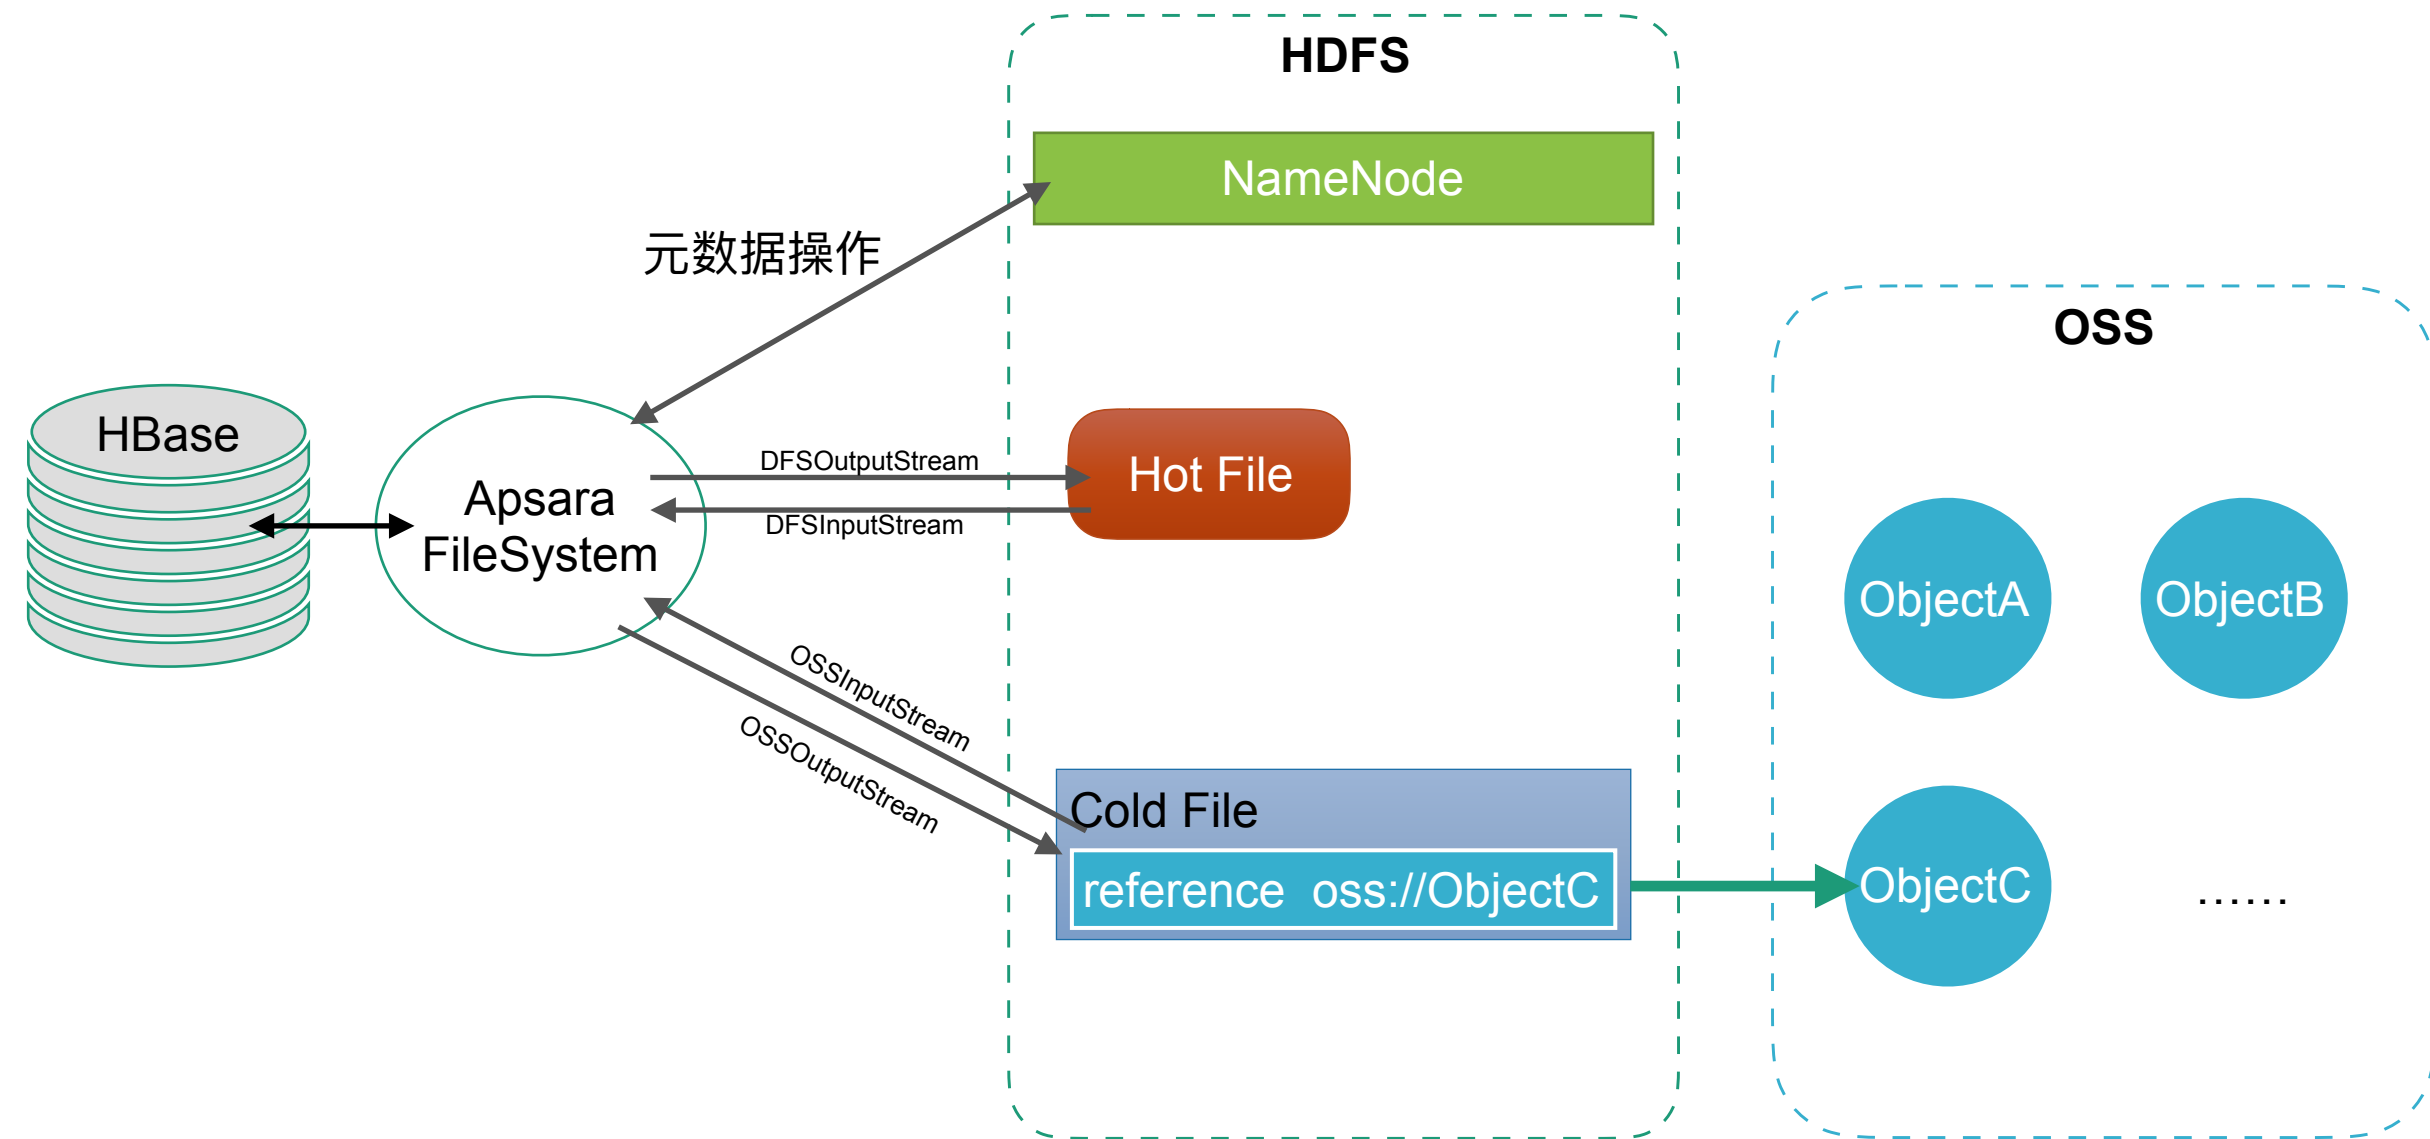 HDFS
NameNode
元数据操作
OSS
HBase
Apsara
FileSystem
DFSOutputStream
DFSInputStream
Hot File
ObjectA
ObjectB
OSSInputStream
OSSOutputStream
Cold File
reference oss://ObjectC
ObjectC
......